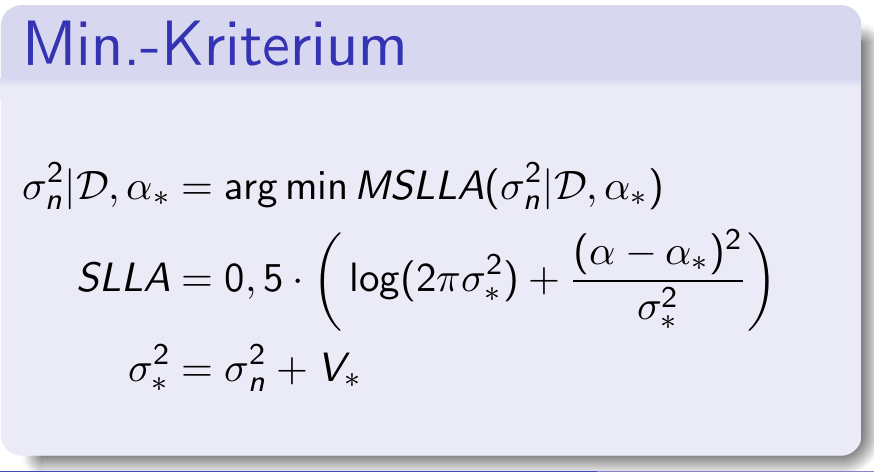 Min.-Kriterium
σ²ₙ|𝒟, α∗ = arg min MSLLA(σ²ₙ|𝒟, α∗)
SLLA = 0, 5 · ( log(2πσ²∗) + (α − α∗)² / σ²∗ )
σ²∗ = σ²ₙ + V∗